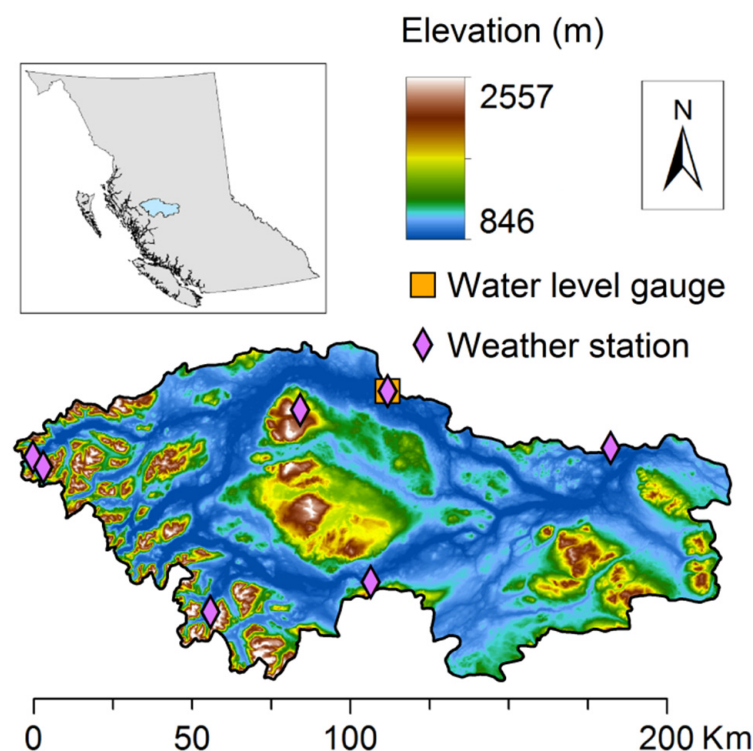 Elevation (m)
2557
846
N
Water level gauge
Weather station
0 50 100 200 Km